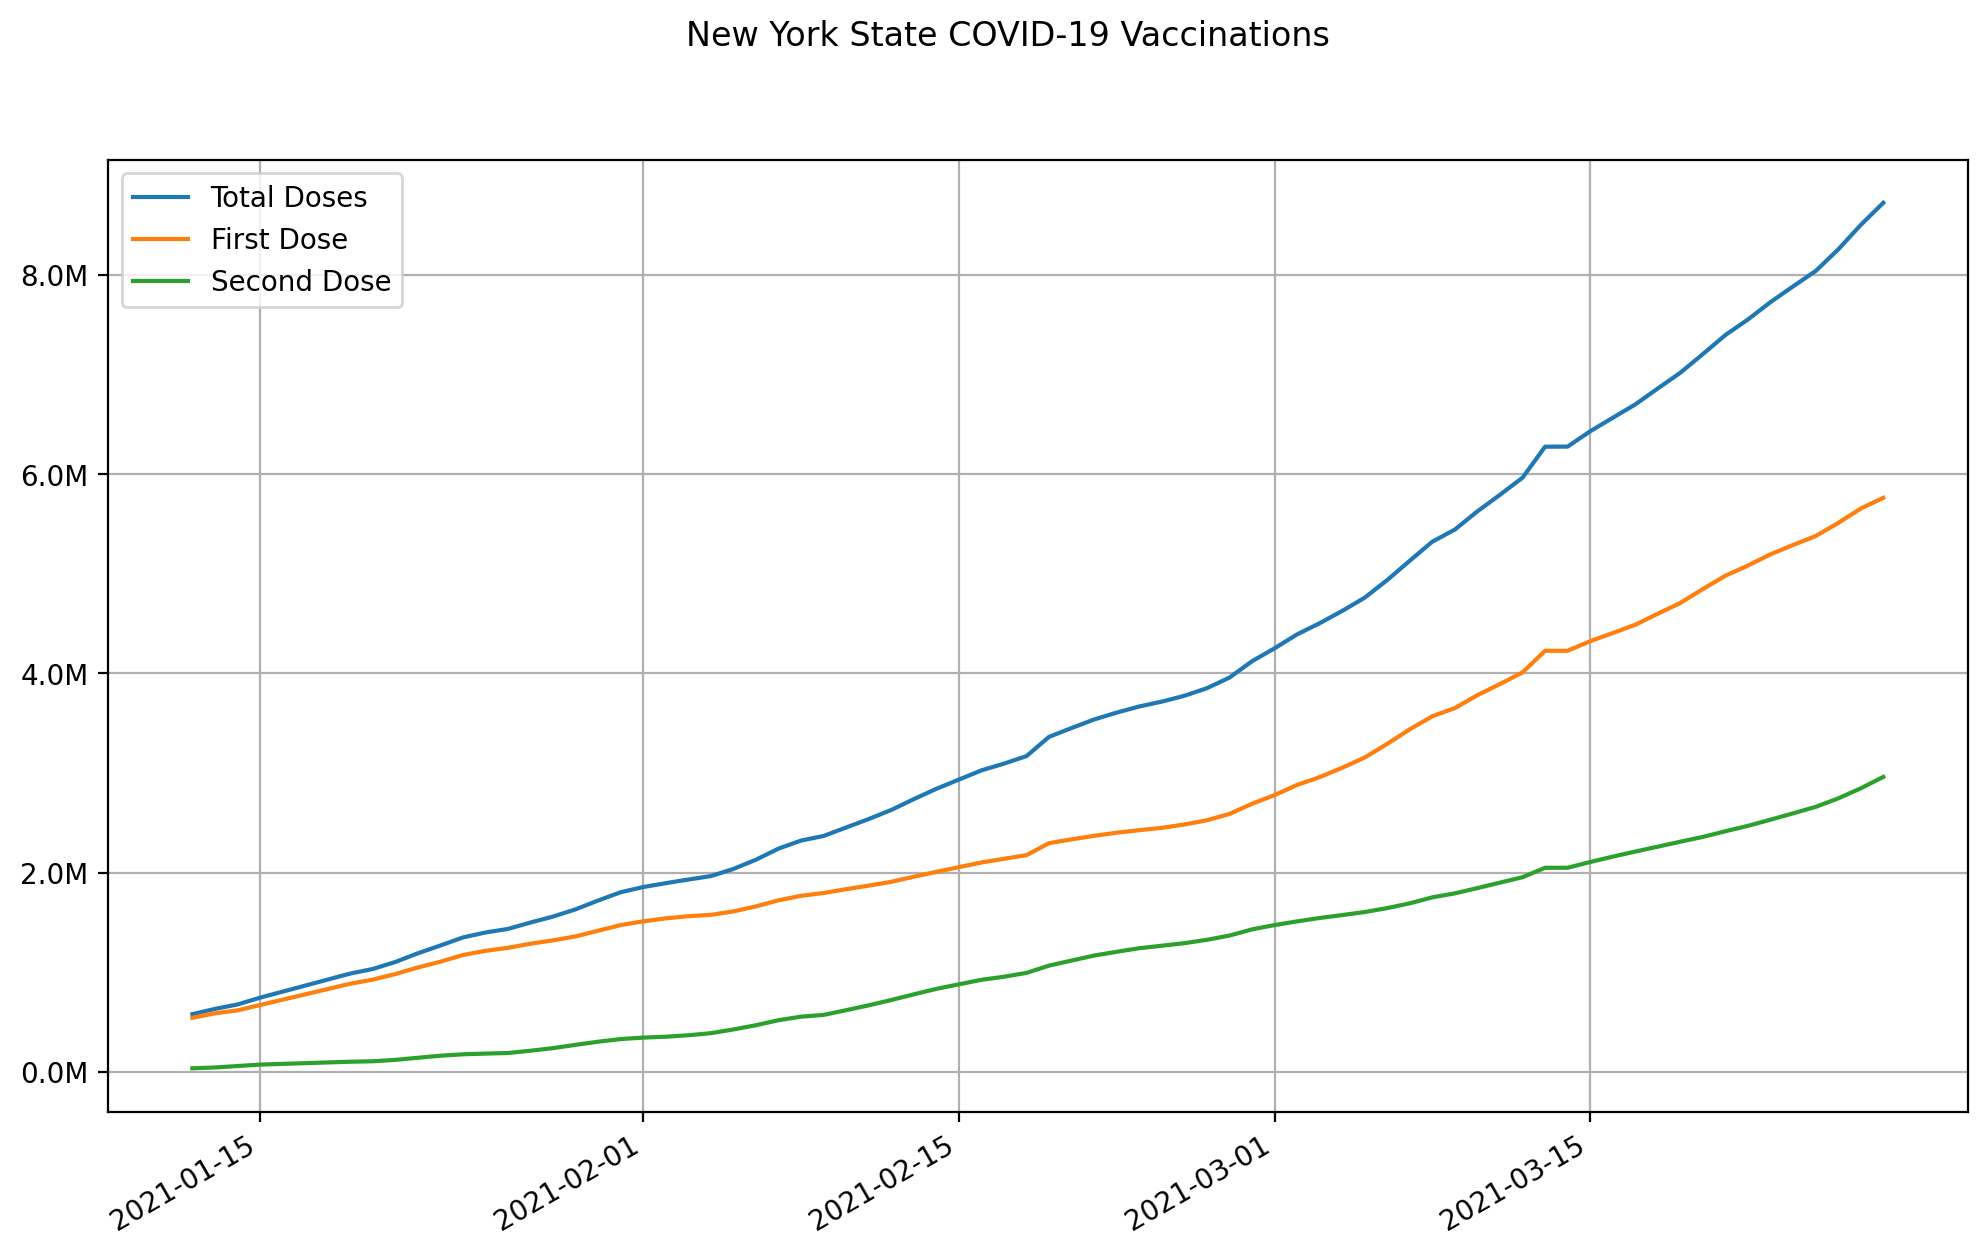 New York State COVID-19 Vaccinations
Total Doses
First Dose
Second Dose
8.0M
6.0M
4.0M
2.0M
0.0M
2021-01-15
2021-02-01
2021-02-15
2021-03-01
2021-03-15